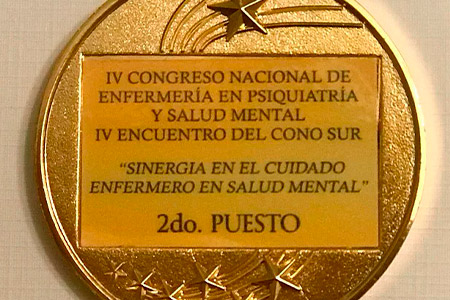 IV CONGRESO NACIONAL DE
ENFERMERÍA EN PSIQUIATRÍA
Y SALUD MENTAL
IV ENCUENTRO DEL CONO SUR
“SINERGIA EN EL CUIDADO
ENFERMERO EN SALUD MENTAL”
2do. PUESTO